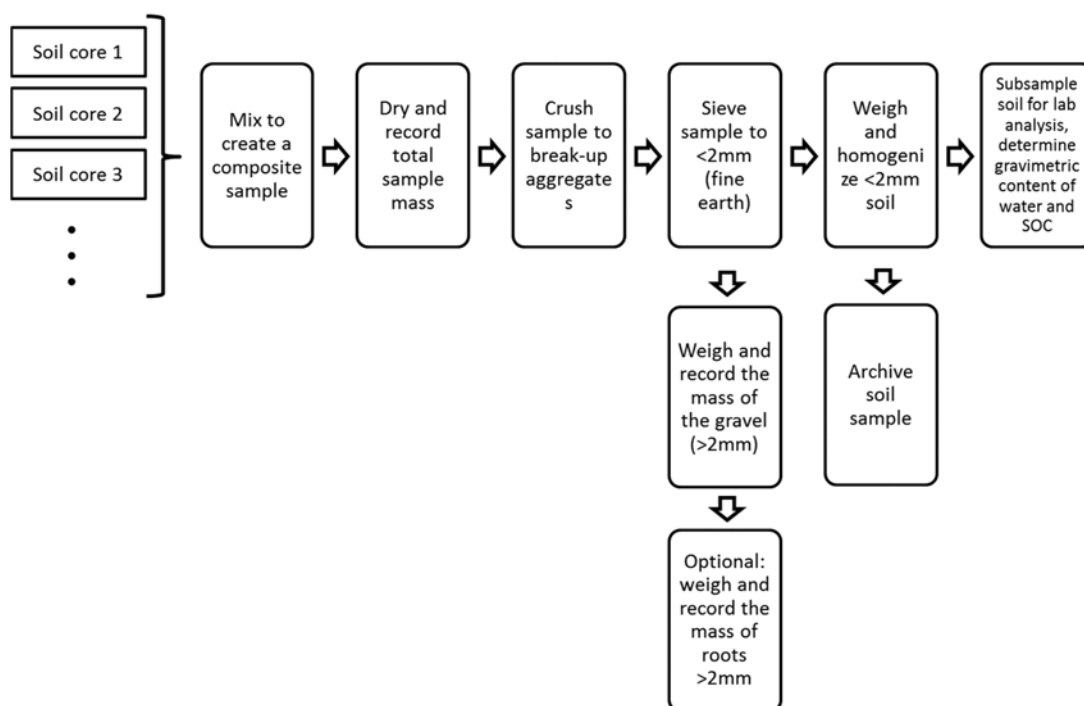 Soil core 1
Soil core 2
Soil core 3
Mix to
create a
composite
sample
Dry and
record
total
sample
mass
Crush
sample to
break-up
aggregate
s
Sieve
sample to
<2mm
(fine
earth)
Weigh
and
homogeni
ze <2mm
soil
Subsample
soil for lab
analysis,
determine
gravimetric
content of
water and
SOC
Weigh and
record the
mass of
the gravel
(>2mm)
Archive
soil
sample
Optional:
weigh and
record the
mass of
roots
>2mm